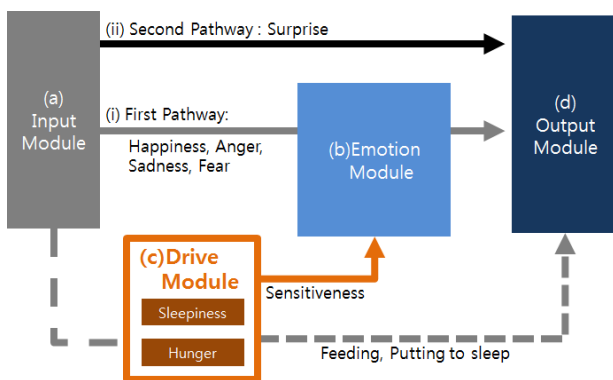 (ii) Second Pathway : Surprise
(a)
Input
Module
(i) First Pathway:
Happiness, Anger,
Sadness, Fear
(b)Emotion
Module
(d)
Output
Module
(c)Drive
Module
Sleepiness
Hunger
Sensitiveness
Feeding, Putting to sleep